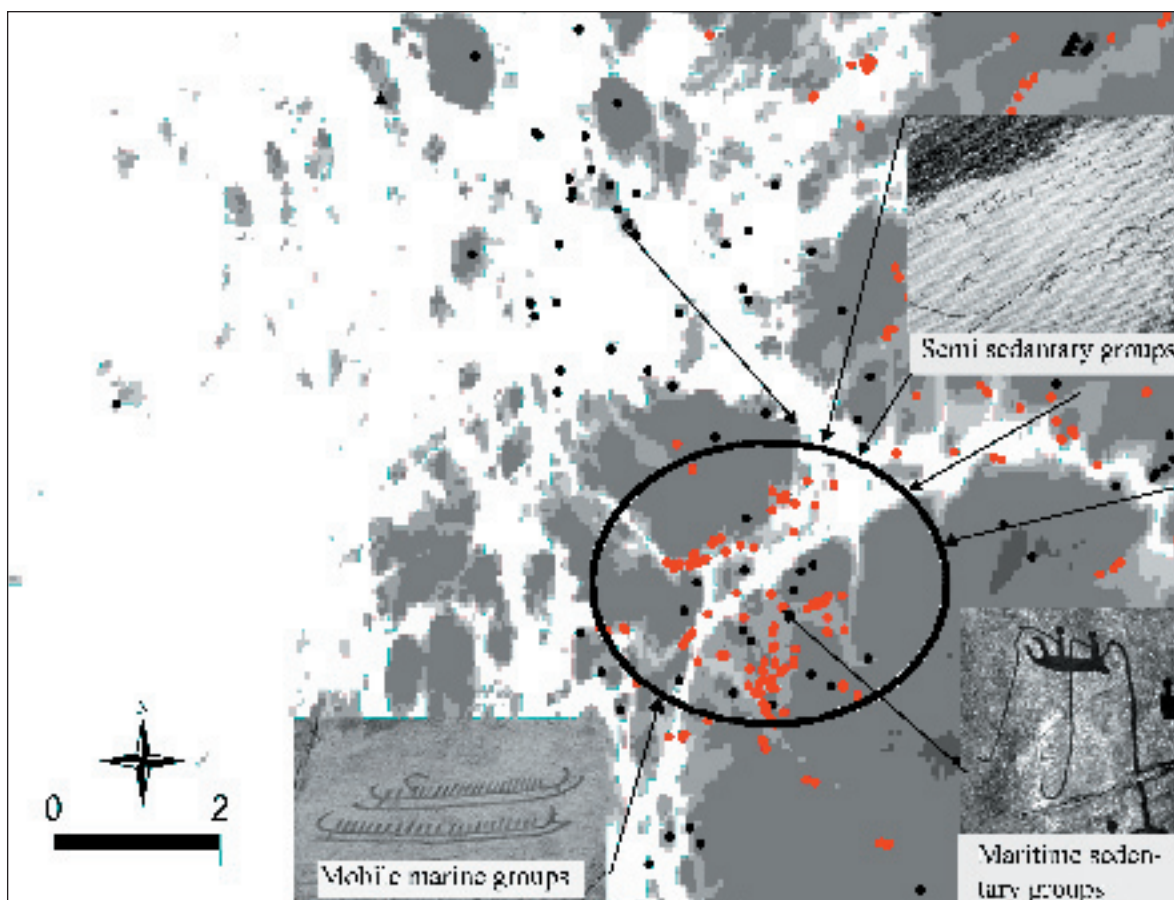 Semi sedantary groups
0
2
Mobile marine groups
Maritime seden-
tary groups